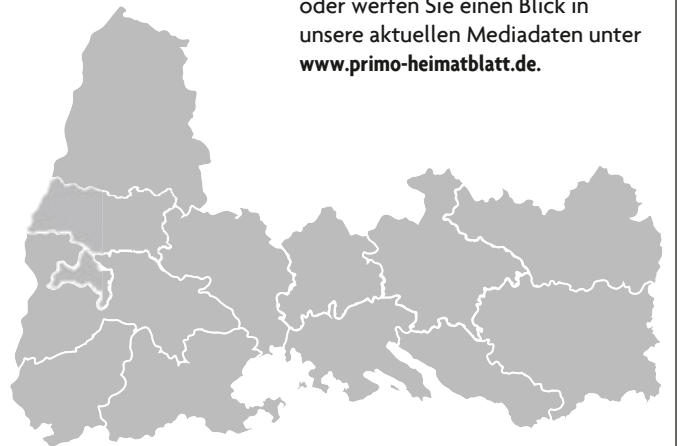 oder werfen Sie einen Blick in
unsere aktuellen Mediadaten unter
www.primo-heimatblatt.de.